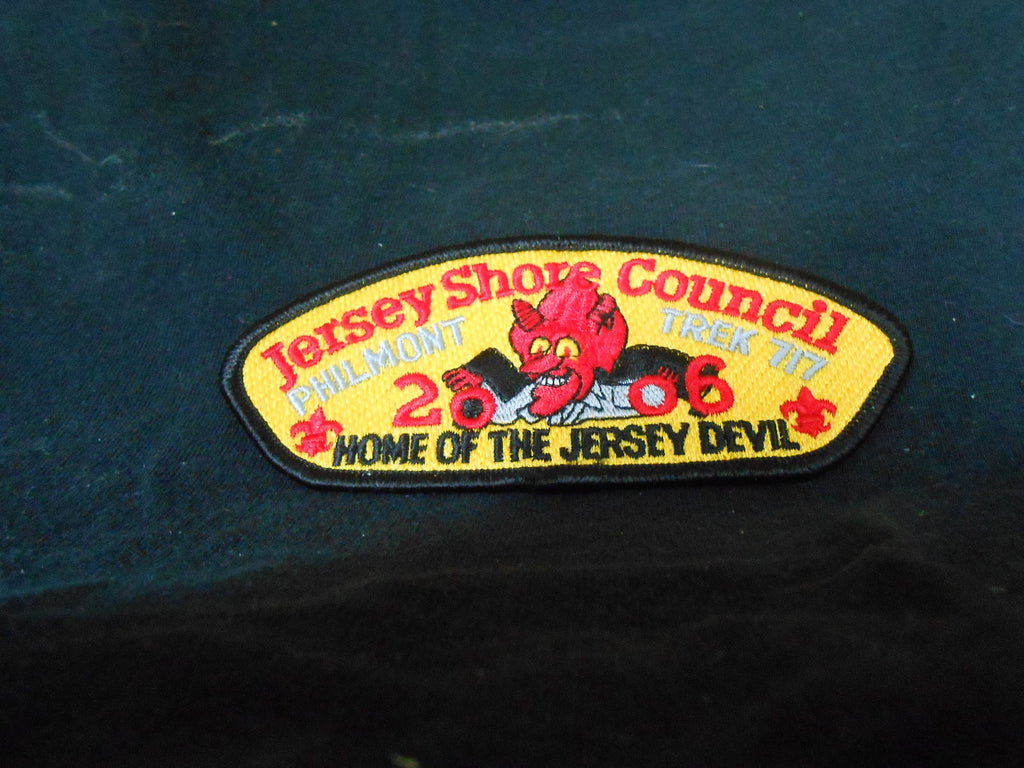 Jersey Shore Council
PHILMONT TREK 717
2006
HOME OF THE JERSEY DEVIL